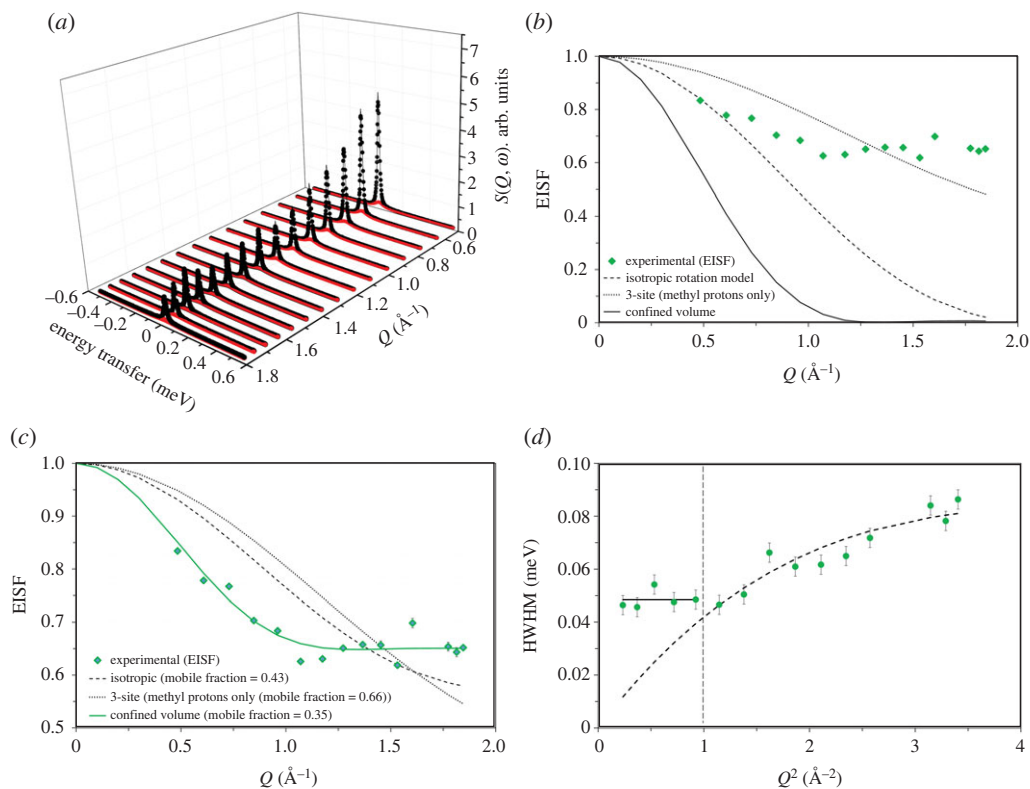 (a)
7
6
5
4
3
2
1
0
S(Q, ω). arb. units
–0.6
–0.4
–0.2
0
0.2
0.4
0.6
energy transfer (meV)
0.6
0.8
1.0
1.2
1.4
1.6
1.8
Q (Å–1)
(b)
1.0
0.8
0.6
0.4
0.2
0
EISF
experimental (EISF)
isotropic rotation model
3-site (methyl protons only)
confined volume
0.5
1.0
1.5
2.0
Q (Å–1)
(c)
1.0
0.9
0.8
0.7
0.6
0.5
EISF
experimental (EISF)
isotropic (mobile fraction = 0.43)
3-site (methyl protons only (mobile fraction = 0.66))
confined volume (mobile fraction = 0.35)
0
0.5
1.0
1.5
2.0
Q (Å–1)
(d)
0.10
0.08
0.06
0.04
0.02
0
HWHM (meV)
0
1
2
3
4
Q2 (Å–2)